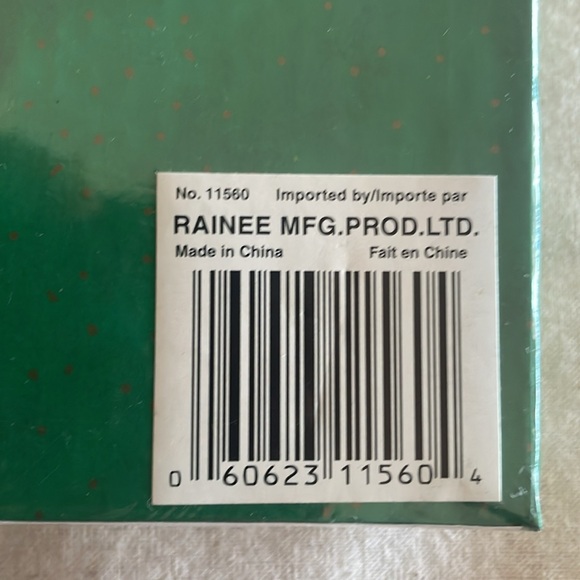 No. 11560 Imported by/Importe par
RAINEE MFG.PROD.LTD.
Made in China Fait en Chine
0 60623 11560 4